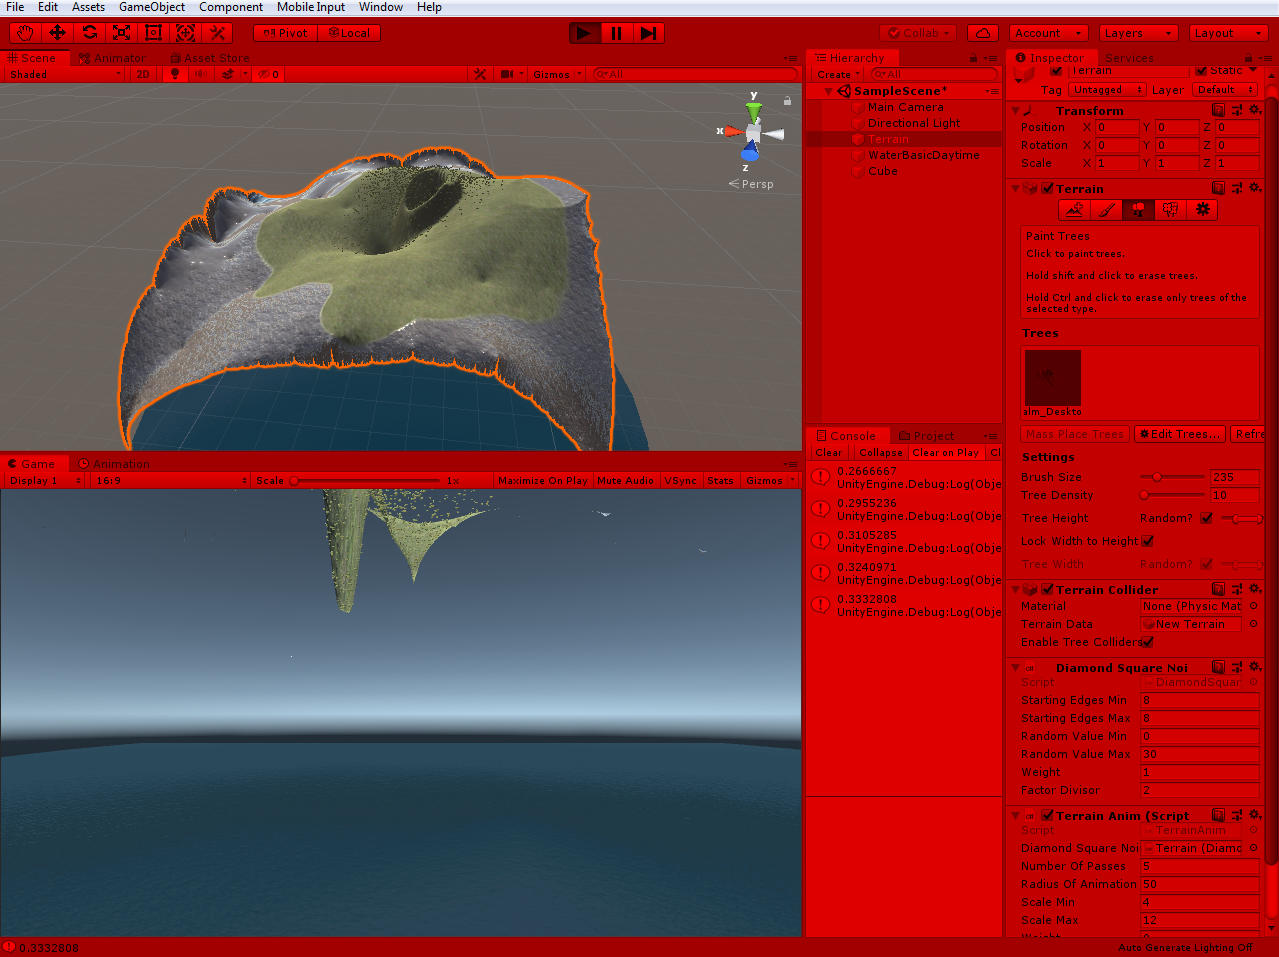 File Edit Assets GameObject Component Mobile Input Window Help
Pivot Local Collab Account Layers Layout
Scene Animator Asset Store
Shaded 2D 0 Gizmos All
y
x
z
Persp
Game Animation
Display 1 16:9 Scale 1x Maximize On Play Mute Audio VSync Stats Gizmos
Hierarchy
Create All
SampleScene*
Main Camera
Directional Light
Terrain
WaterBasicDaytime
Cube
Console Project
Clear Collapse Clear on Play
0.2666667
UnityEngine.Debug:Log(Obje
0.2955236
UnityEngine.Debug:Log(Obje
0.3105285
UnityEngine.Debug:Log(Obje
0.3240971
UnityEngine.Debug:Log(Obje
0.3332808
UnityEngine.Debug:Log(Obje
Inspector Services
Terrain Static
Tag Untagged Layer Default
Transform
Position X 0 Y 0 Z 0
Rotation X 0 Y 0 Z 0
Scale X 1 Y 1 Z 1
Terrain
Paint Trees
Click to paint trees.
Hold shift and click to erase trees.
Hold Ctrl and click to erase only trees of the
selected type.
Trees
alm_Deskto
Mass Place Trees Edit Trees... Refre
Settings
Brush Size 235
Tree Density 10
Tree Height Random?
Lock Width to Height
Tree Width Random?
Terrain Collider
Material None (Physic Mat
Terrain Data New Terrain
Enable Tree Colliders
Diamond Square Noi
Script DiamondSquar
Starting Edges Min 8
Starting Edges Max 8
Random Value Min 0
Random Value Max 30
Weight 1
Factor Divisor 2
Terrain Anim (Script
Script TerrainAnim
Diamond Square Noi Terrain (Diamo
Number Of Passes 5
Radius Of Animation 50
Scale Min 4
Scale Max 12
0.3332808 Auto Generate Lighting Off